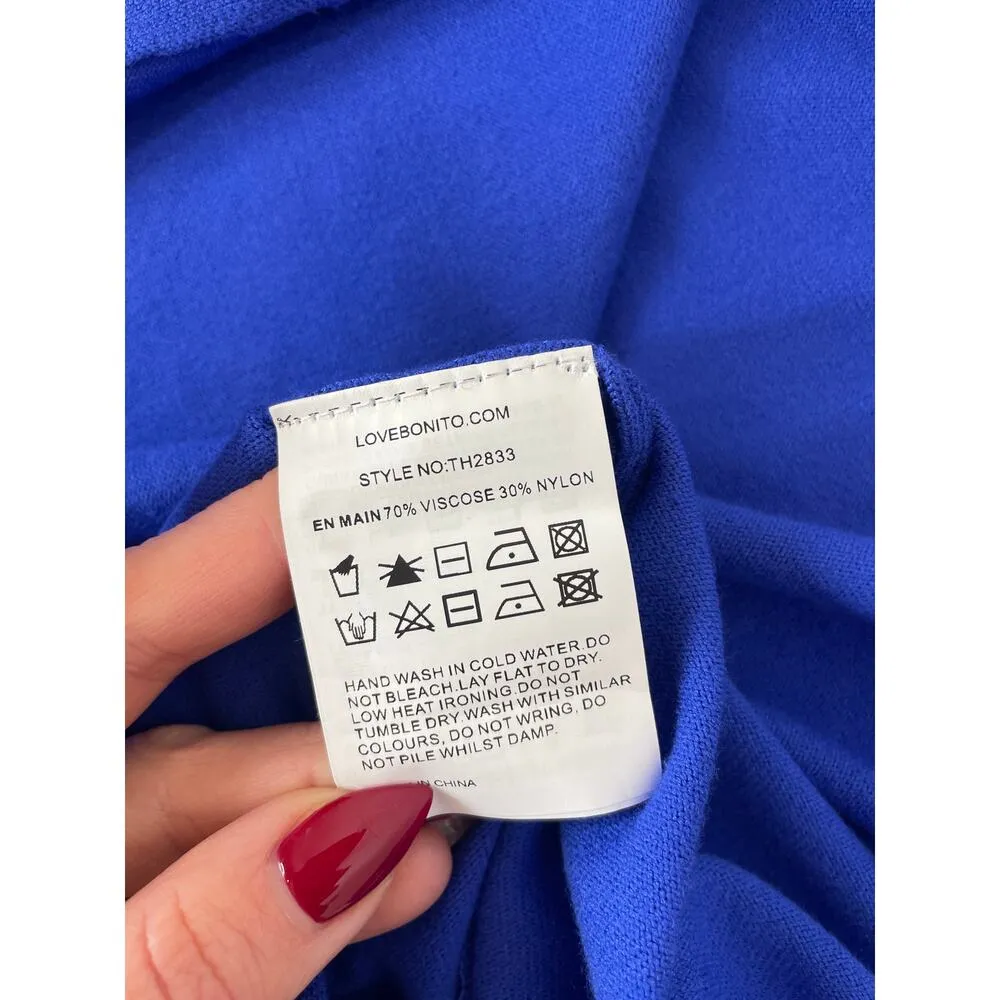 LOVEBONITO.COM
STYLE NO:TH2833
EN MAIN 70% VISCOSE 30% NYLON
HAND WASH IN COLD WATER.DO
NOT BLEACH.LAY FLAT TO DRY.
LOW HEAT IRONING.DO NOT
TUMBLE DRY.WASH WITH SIMILAR
COLOURS, DO NOT WRING, DO
NOT PILE WHILST DAMP.
IN CHINA